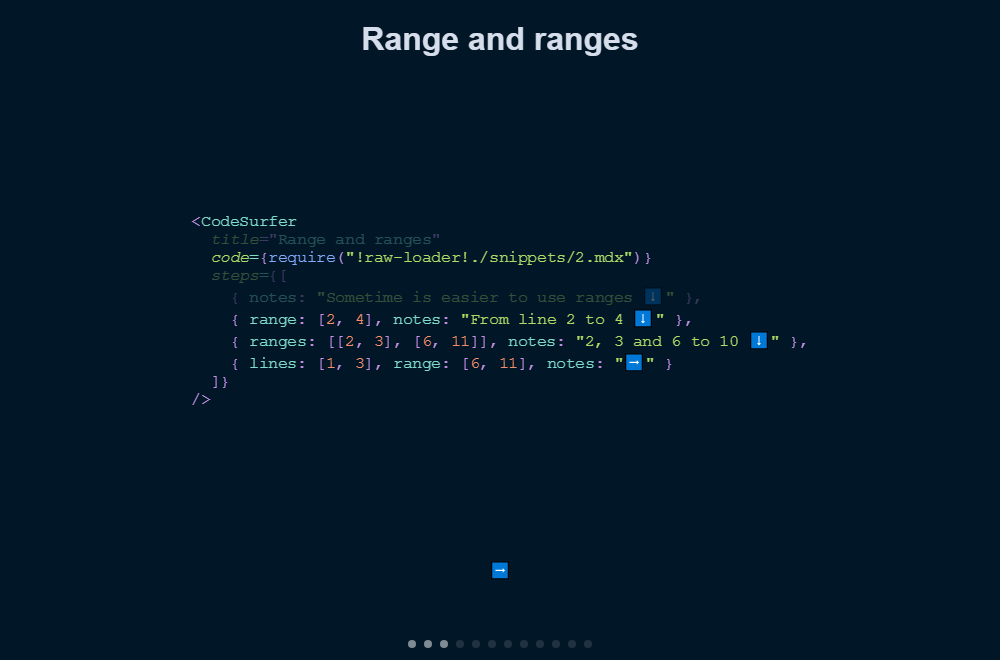 Range and ranges
<CodeSurfer
title="Range and ranges"
code={require("!raw-loader!./snippets/2.mdx")}
steps={[
{ notes: "Sometime is easier to use ranges ⬇️" },
{ range: [2, 4], notes: "From line 2 to 4 ⬇️" },
{ ranges: [[2, 3], [6, 11]], notes: "2, 3 and 6 to 10 ⬇️" },
{ lines: [1, 3], range: [6, 11], notes: "➡️" }
]}
/>
➡️